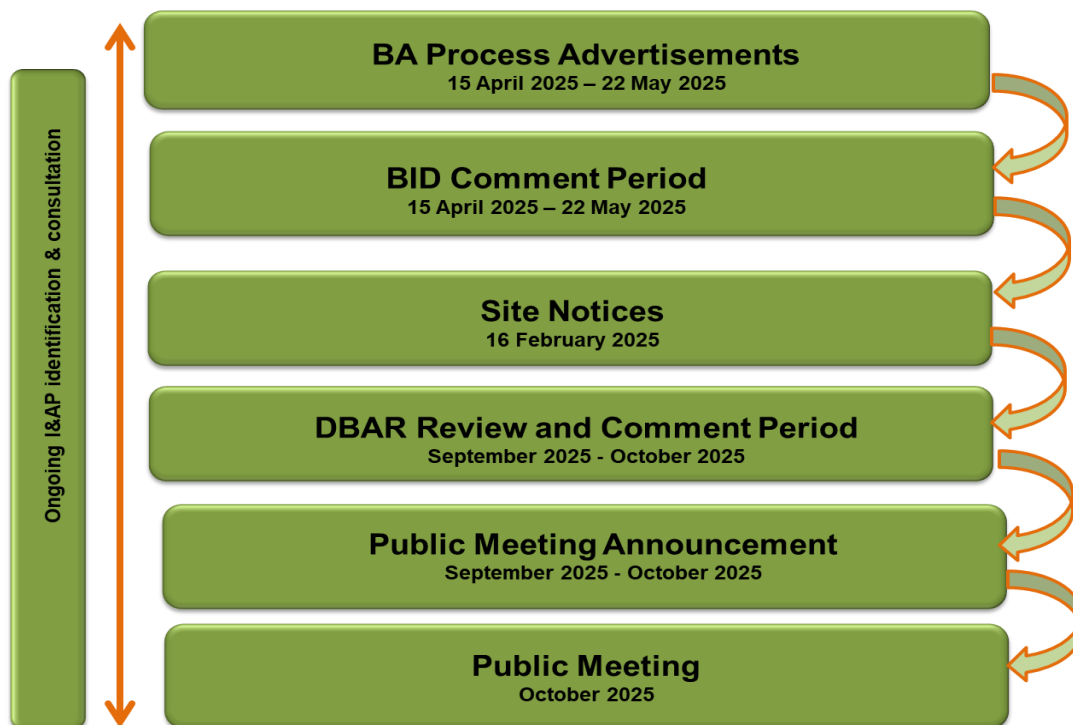 BA Process Advertisements
15 April 2025 – 22 May 2025
BID Comment Period
15 April 2025 – 22 May 2025
Site Notices
16 February 2025
DBAR Review and Comment Period
September 2025 - October 2025
Public Meeting Announcement
September 2025 - October 2025
Public Meeting
October 2025
Ongoing I&AP identification & consultation